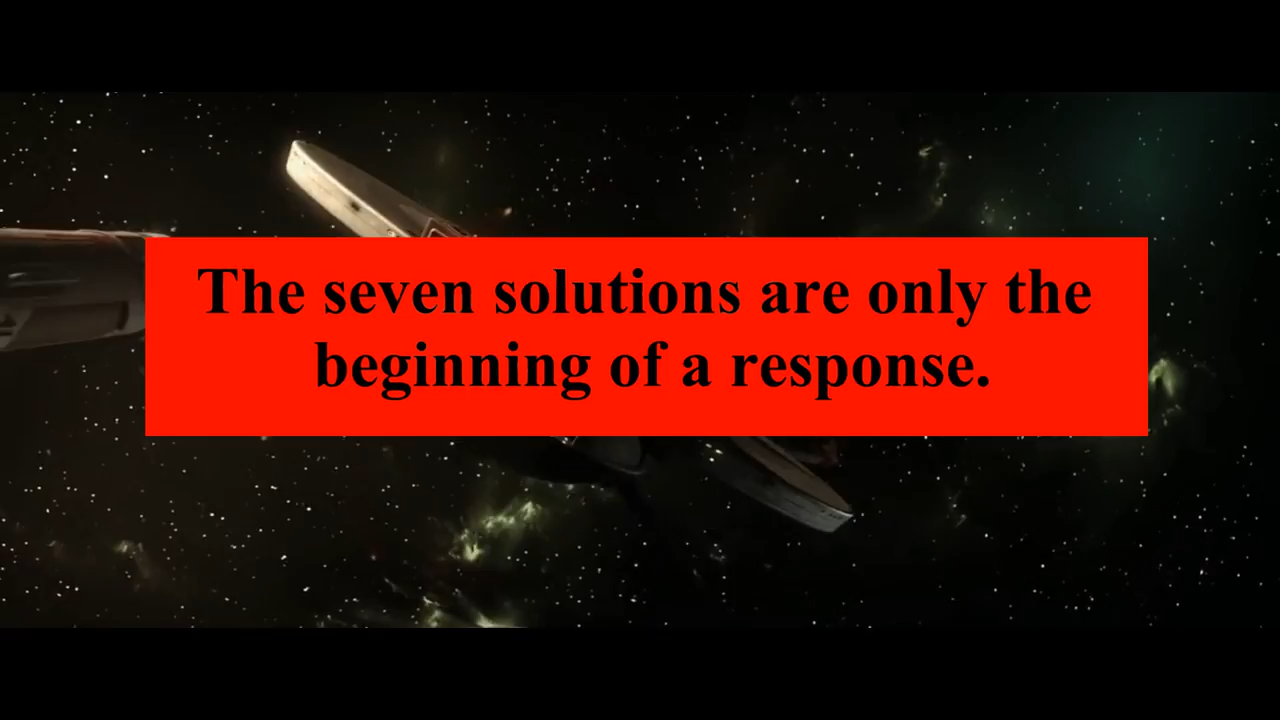 The seven solutions are only the
beginning of a response.